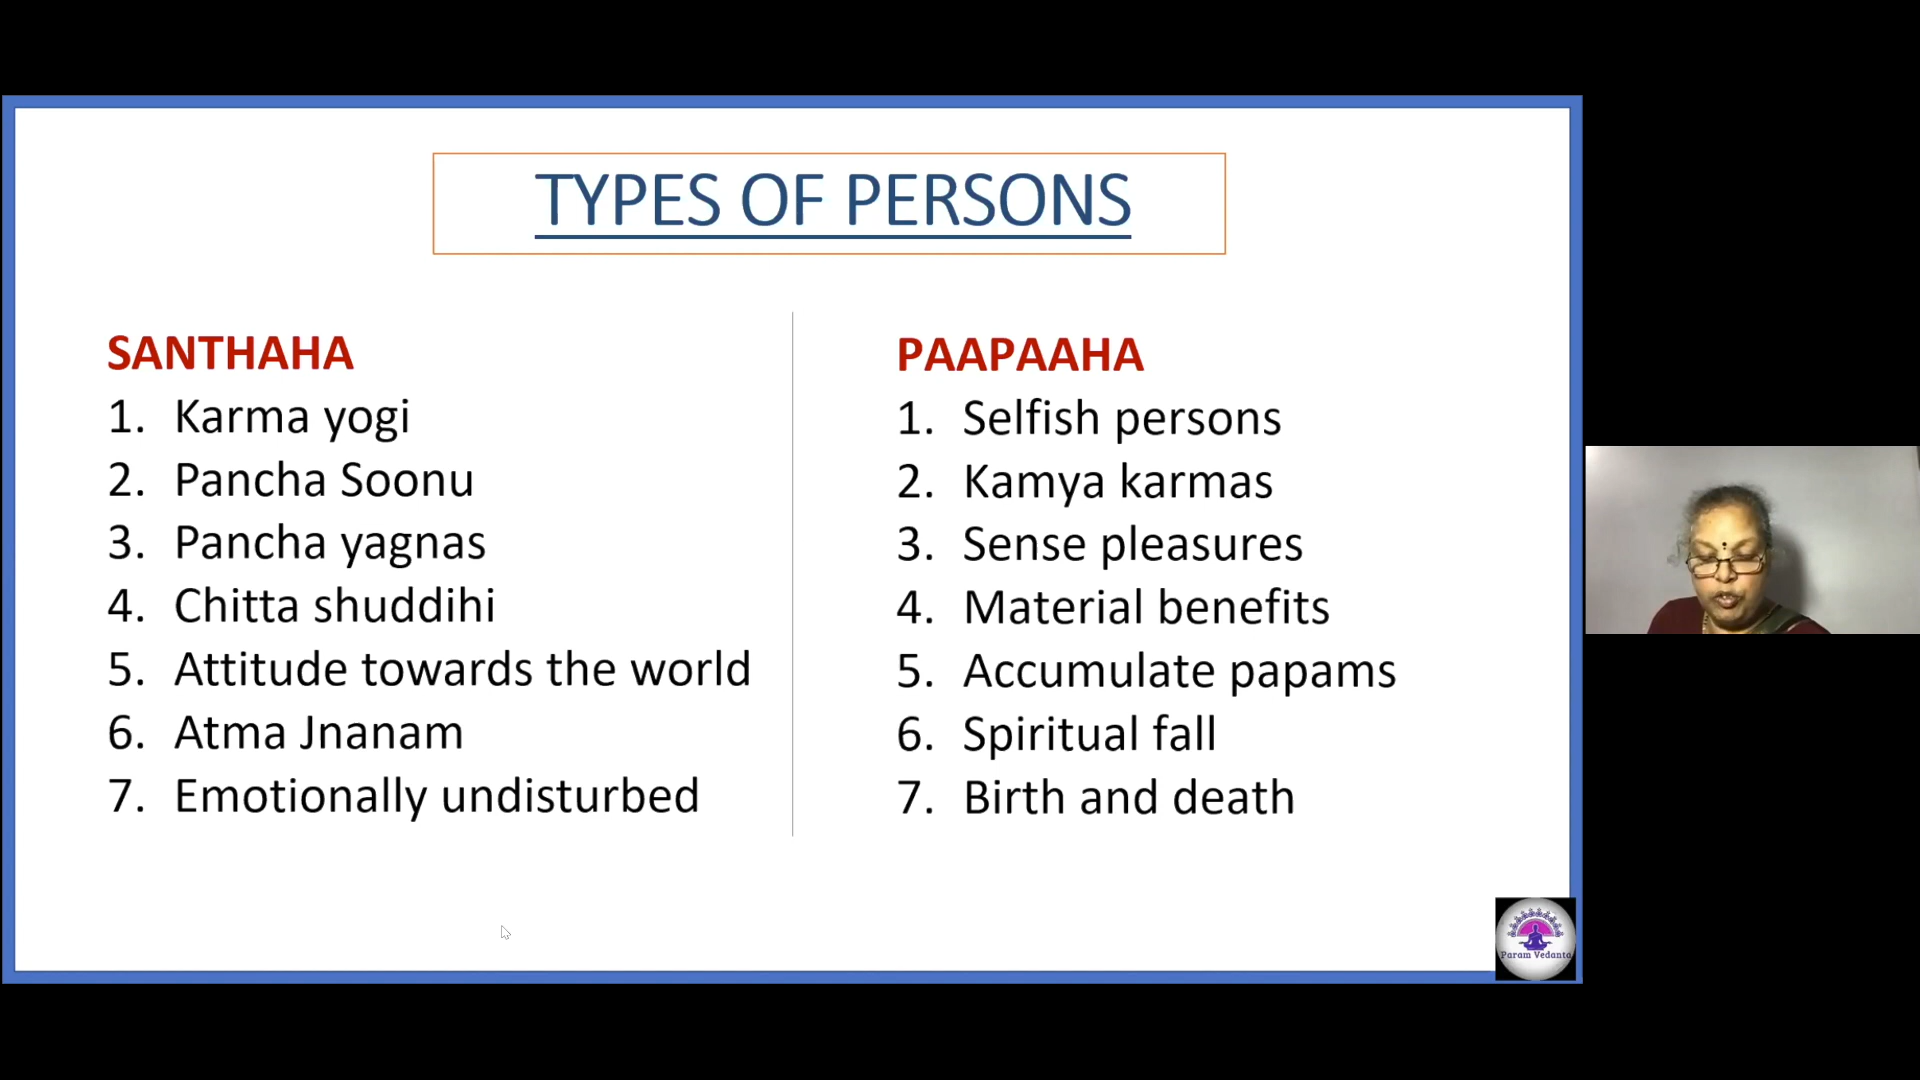 TYPES OF PERSONS
SANTHAHA
1. Karma yogi
2. Pancha Soonu
3. Pancha yagnas
4. Chitta shuddihi
5. Attitude towards the world
6. Atma Jnanam
7. Emotionally undisturbed
PAAPAAHA
1. Selfish persons
2. Kamya karmas
3. Sense pleasures
4. Material benefits
5. Accumulate papams
6. Spiritual fall
7. Birth and death
Param Vedanta